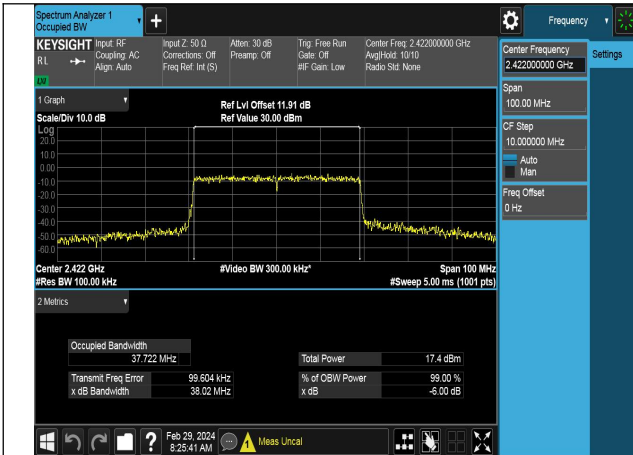 Spectrum Analyzer 1
Occupied BW
+
Frequency
KEYSIGHT Input: RF Input Z: 50 Ω Atten: 30 dB Trig: Free Run Center Freq: 2.422000000 GHz
RL Coupling: AC Corrections: Off Preamp: Off Gate: Off Avg|Hold: 10/10
Align: Auto Freq Ref: Int (S) #IF Gain: Low Radio Std: None
LXI
Center Frequency
2.422000000 GHz
Settings
Span
100.00 MHz
CF Step
10.000000 MHz
Auto
Man
Freq Offset
0 Hz
1 Graph
Ref Lvl Offset 11.91 dB
Scale/Div 10.0 dB Ref Value 30.00 dBm
Log
20.0
10.0
0.00
-10.0
-20.0
-30.0
-40.0
-50.0
-60.0
Center 2.422 GHz #Video BW 300.00 kHz* Span 100 MHz
#Res BW 100.00 kHz #Sweep 5.00 ms (1001 pts)
2 Metrics
Occupied Bandwidth
37.722 MHz Total Power 17.4 dBm
Transmit Freq Error 99.604 kHz % of OBW Power 99.00 %
x dB Bandwidth 38.02 MHz x dB -6.00 dB
? Feb 29, 2024
8:25:41 AM
1 Meas Uncal